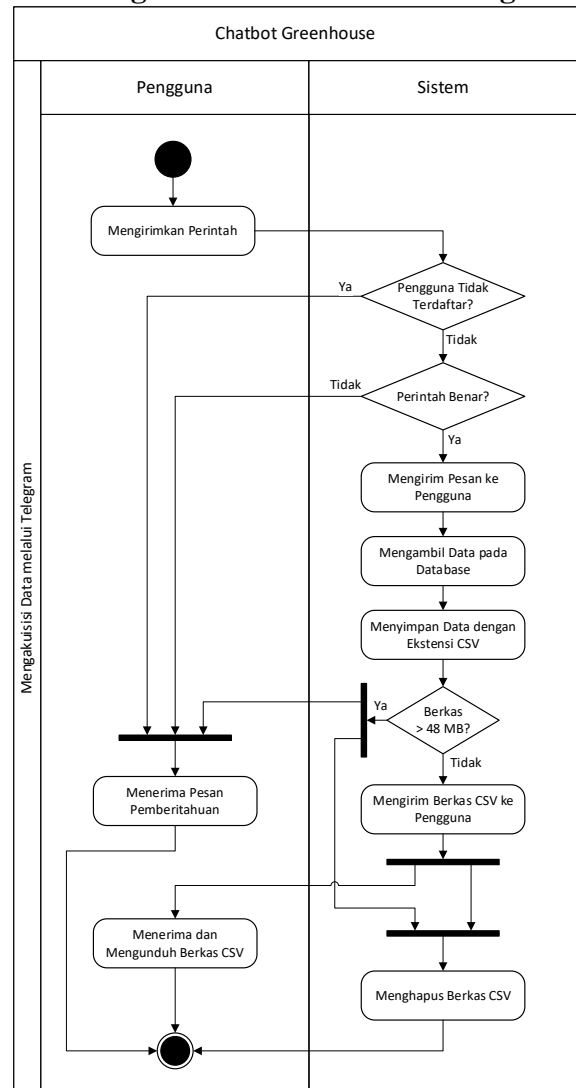 Chatbot Greenhouse
Pengguna
Sistem
Mengakuisisi Data melalui Telegram
Mengirimkan Perintah
Pengguna Tidak
Terdaftar?
Ya
Tidak
Perintah Benar?
Tidak
Ya
Mengirim Pesan ke
Pengguna
Mengambil Data pada
Database
Menyimpan Data dengan
Ekstensi CSV
Berkas
> 48 MB?
Ya
Tidak
Menerima Pesan
Pemberitahuan
Mengirim Berkas CSV ke
Pengguna
Menerima dan
Mengunduh Berkas CSV
Menghapus Berkas CSV